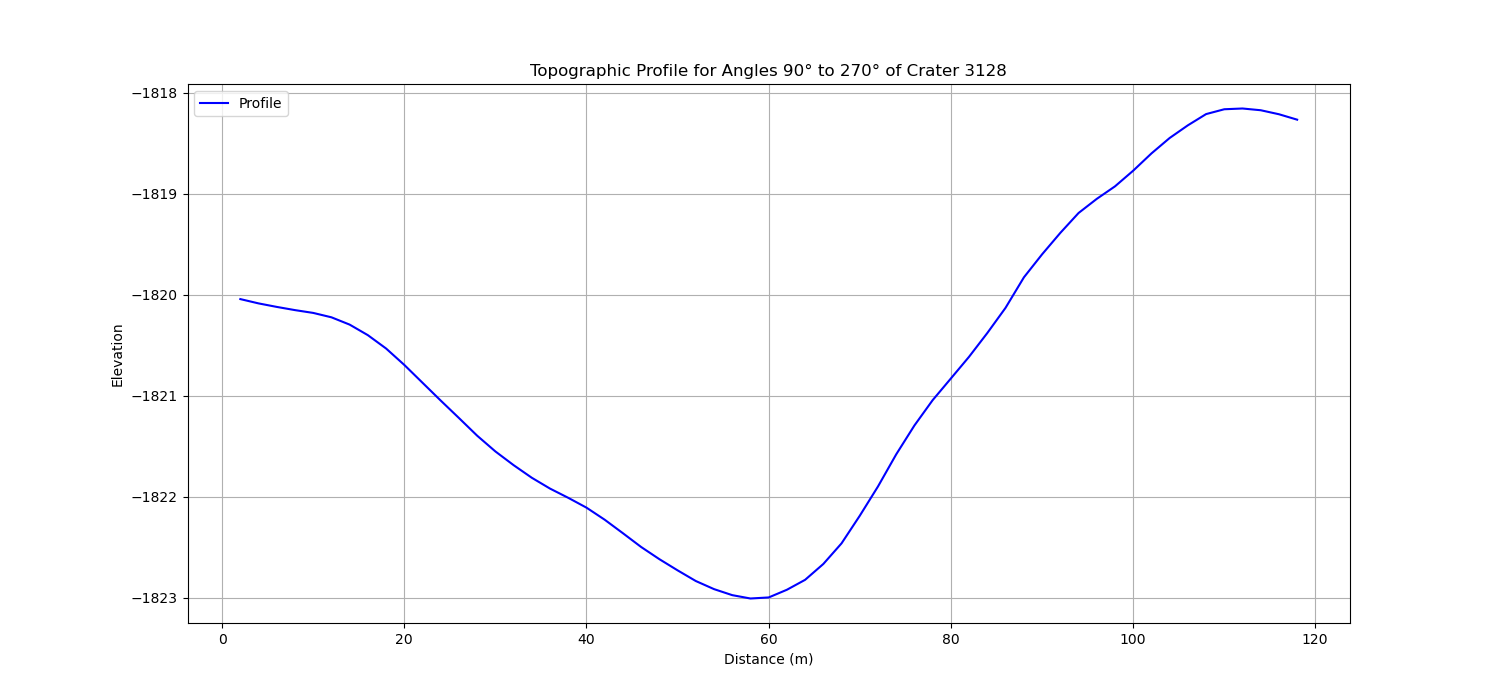 Topographic Profile for Angles 90° to 270° of Crater 3128
Profile
−1818
−1819
−1820
−1821
−1822
−1823
Elevation
0 20 40 60 80 100 120
Distance (m)